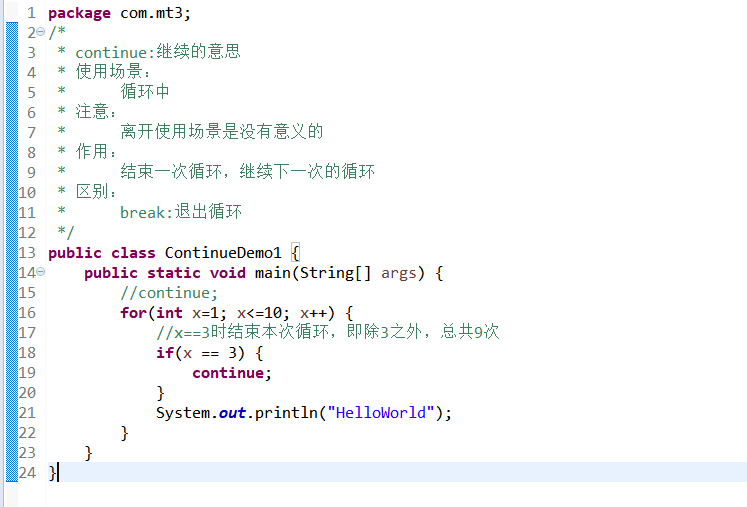 1 package com.mt3;
2 /*
3  * continue:继续的意思
4  * 使用场景:
5  *      循环中
6  * 注意:
7  *      离开使用场景是没有意义的
8  * 作用:
9  *      结束一次循环，继续下一次的循环
10  * 区别:
11  *      break:退出循环
12  */
13 public class ContinueDemo1 {
14     public static void main(String[] args) {
15         //continue;
16         for(int x=1; x<=10; x++) {
17             //x==3时结束本次循环，即除3之外，总共9次
18             if(x == 3) {
19                 continue;
20             }
21             System.out.println("HelloWorld");
22         }
23     }
24 }